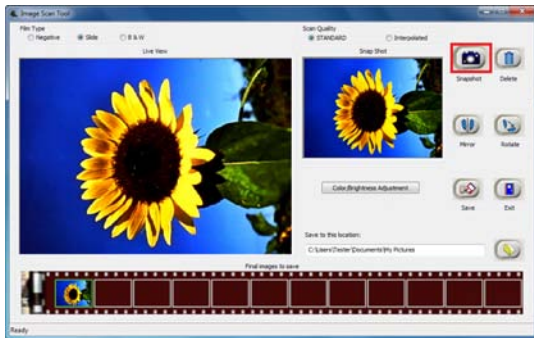 Image Scan Tool
Film Type
Negative
Slide
B & W
Scan Quality
STANDARD
Interpolated
Live View
Snap Shot
Snapshot
Delete
Mirror
Rotate
Color,Brightness Adjustment
Save
Exit
Save to this location:
C:\Users\Tester\Documents\My Pictures
Final images to save
Ready